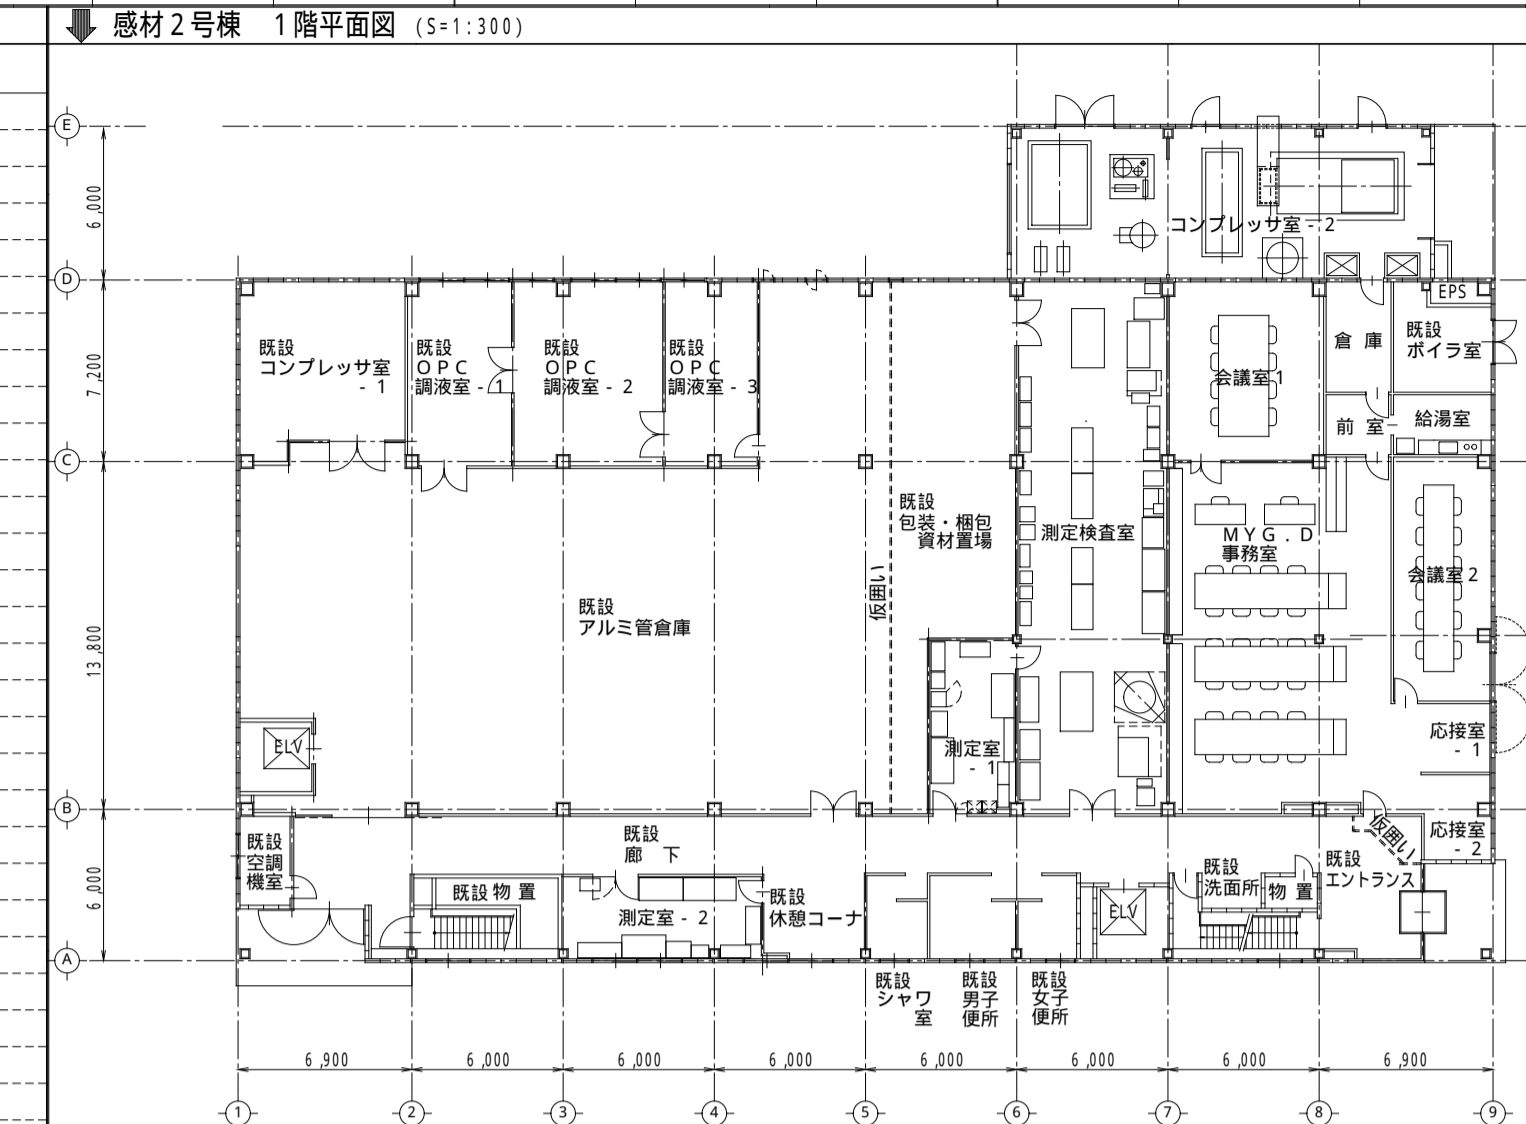 感材２号棟　１階平面図 (S=1:300)
E
6,000
コンプレッサ室 - 2
D
EPS
既設
コンプレッサ室
- 1
既設
ＯＰＣ
調液室 - 1
既設
ＯＰＣ
調液室 - 2
既設
ＯＰＣ
調液室 - 3
会議室 1
倉 庫
既設
ボイラ室
7,200
前 室
給湯室
C
既設
包装・梱包
資材置場
測定検査室
ＭＹＧ．Ｄ
事務室
会議室 2
仮囲い
既設
アルミ管倉庫
13,800
ELV
測定室
- 1
応接室
- 1
B
既設
空調
機室
既設
廊 下
仮囲い
応接室
- 2
6,000
既設 物 置
測定室 - 2
既設
休憩コーナ
ELV
既設
洗面所
物 置
既設
エントランス
A
既設
シャワ
室
既設
男子
便所
既設
女子
便所
6,900
6,000
6,000
6,000
6,000
6,000
6,000
6,900
1
2
3
4
5
6
7
8
9